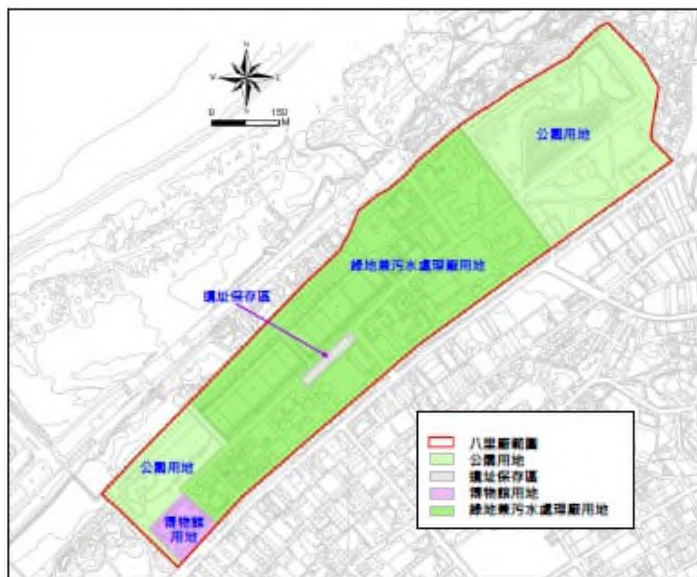 N
W
E
S
0
150
M
公園用地
綠地兼污水處理廠用地
遺址保存區
公園用地
博物館
用地
八里廠範圍
公園用地
遺址保存區
博物館用地
綠地兼污水處理廠用地